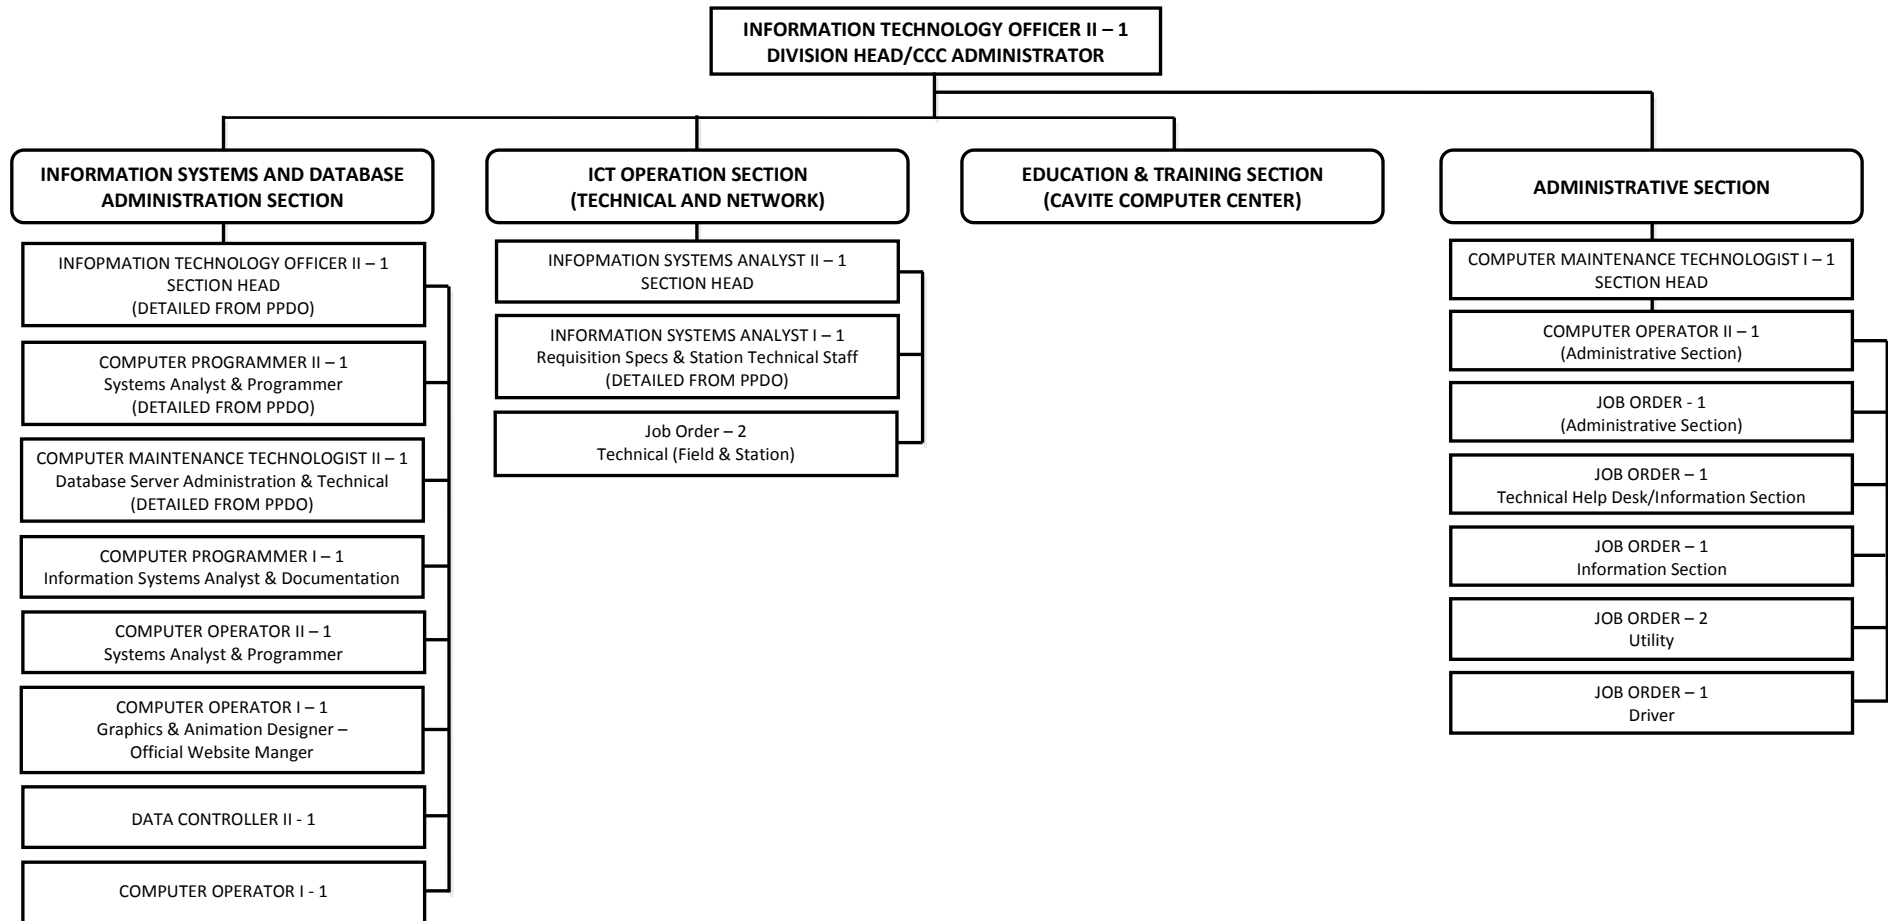 INFORMATION TECHNOLOGY OFFICER II – 1
DIVISION HEAD/CCC ADMINISTRATOR
INFORMATION SYSTEMS AND DATABASE
ADMINISTRATION SECTION
INFOPMATION TECHNOLOGY OFFICER II – 1
SECTION HEAD
(DETAILED FROM PPDO)
COMPUTER PROGRAMMER II – 1
Systems Analyst & Programmer
(DETAILED FROM PPDO)
COMPUTER MAINTENANCE TECHNOLOGIST II – 1
Database Server Administration & Technical
(DETAILED FROM PPDO)
COMPUTER PROGRAMMER I – 1
Information Systems Analyst & Documentation
COMPUTER OPERATOR II – 1
Systems Analyst & Programmer
COMPUTER OPERATOR I – 1
Graphics & Animation Designer –
Official Website Manger
DATA CONTROLLER II - 1
COMPUTER OPERATOR I - 1
ICT OPERATION SECTION
(TECHNICAL AND NETWORK)
INFOPMATION SYSTEMS ANALYST II – 1
SECTION HEAD
INFORMATION SYSTEMS ANALYST I – 1
Requisition Specs & Station Technical Staff
(DETAILED FROM PPDO)
Job Order – 2
Technical (Field & Station)
EDUCATION & TRAINING SECTION
(CAVITE COMPUTER CENTER)
ADMINISTRATIVE SECTION
COMPUTER MAINTENANCE TECHNOLOGIST I – 1
SECTION HEAD
COMPUTER OPERATOR II – 1
(Administrative Section)
JOB ORDER - 1
(Administrative Section)
JOB ORDER – 1
Technical Help Desk/Information Section
JOB ORDER – 1
Information Section
JOB ORDER – 2
Utility
JOB ORDER – 1
Driver